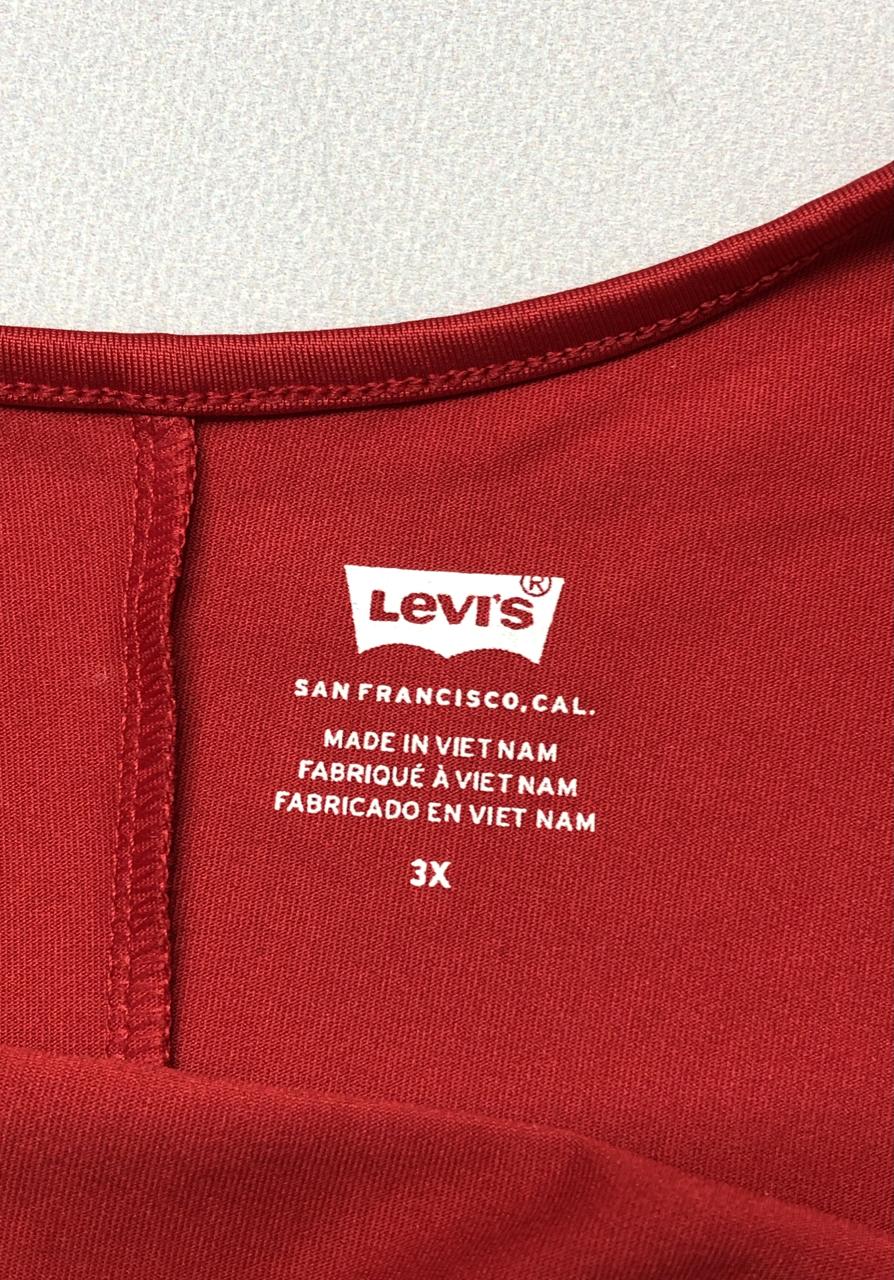 Levi's®
SAN FRANCISCO, CAL.
MADE IN VIET NAM
FABRIQUÉ À VIET NAM
FABRICADO EN VIET NAM
3X